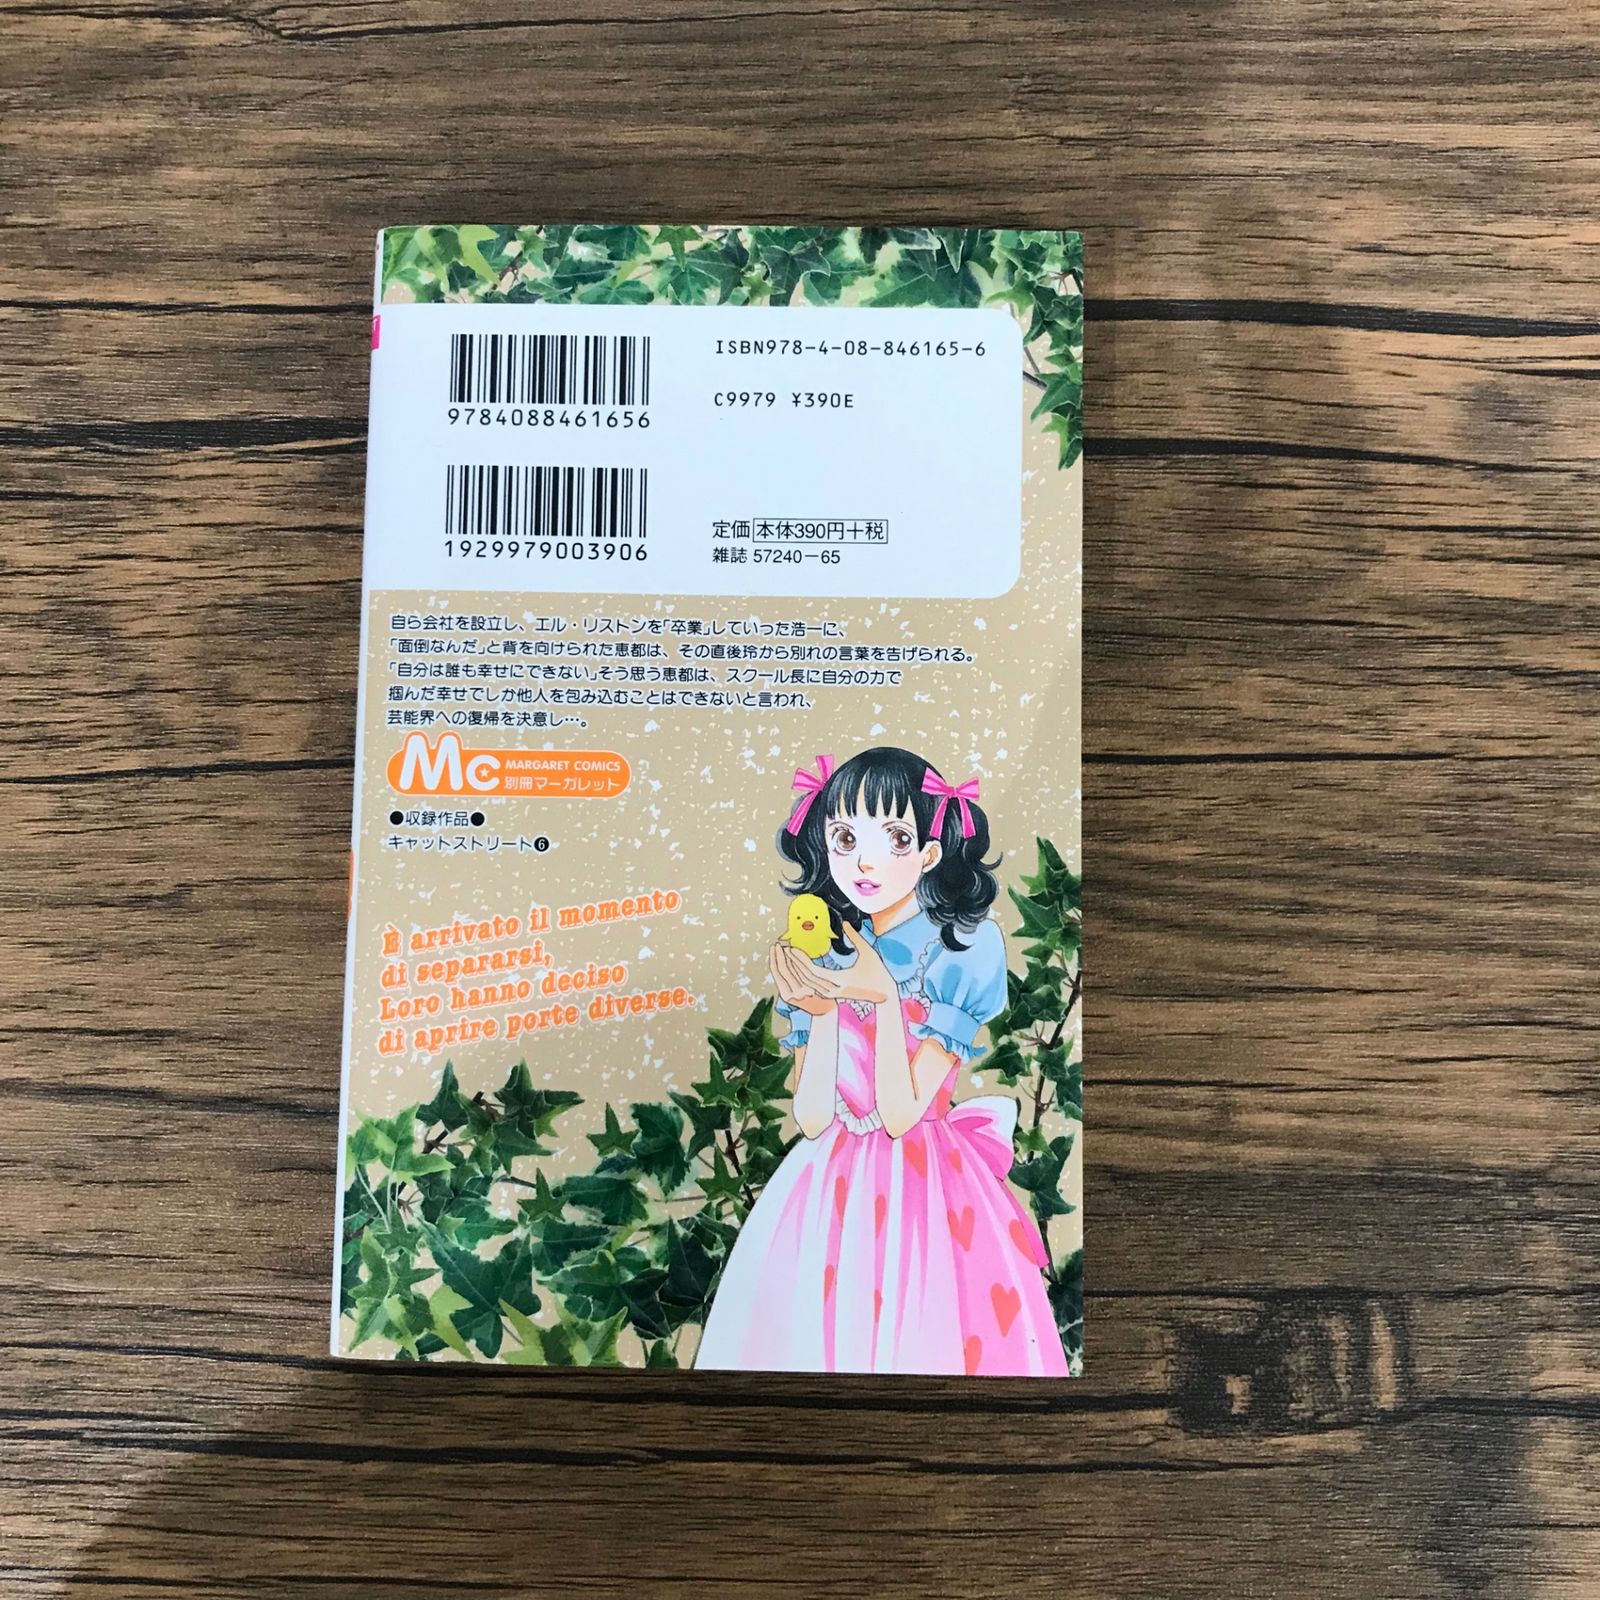 ISBN978-4-08-846165-6
9784088461656
C9979 ¥390E
1929979003906
定価 本体390円+税
雑誌 57240-65
自ら会社を設立し、エル・リストンを「卒業」していった浩一に、
「面倒なんだ」と背を向けられた恵都は、その直後玲から別れの言葉を告げられる。
「自分は誰も幸せにできない」そう思う恵都は、スクール長に自分の力で
掴んだ幸せでしか他人を包み込むことはできないと言われ、
芸能界への復帰を決意し…。
MC MARGARET COMICS
別冊マーガレット
●収録作品●
キャットストリート❻
È arrivato il momento
di separarsi,
Loro hanno deciso
di aprire porte diverse.